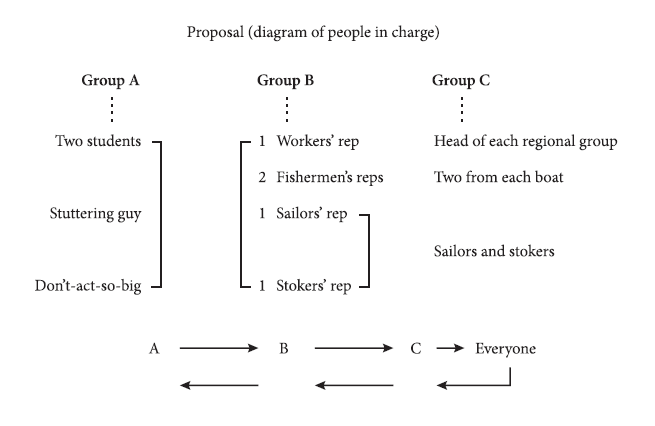 Proposal (diagram of people in charge)
Group A Group B Group C
Two students 1 Workers’ rep Head of each regional group
2 Fishermen’s reps Two from each boat
Stuttering guy 1 Sailors’ rep
Sailors and stokers
Don’t-act-so-big 1 Stokers’ rep
A B C Everyone